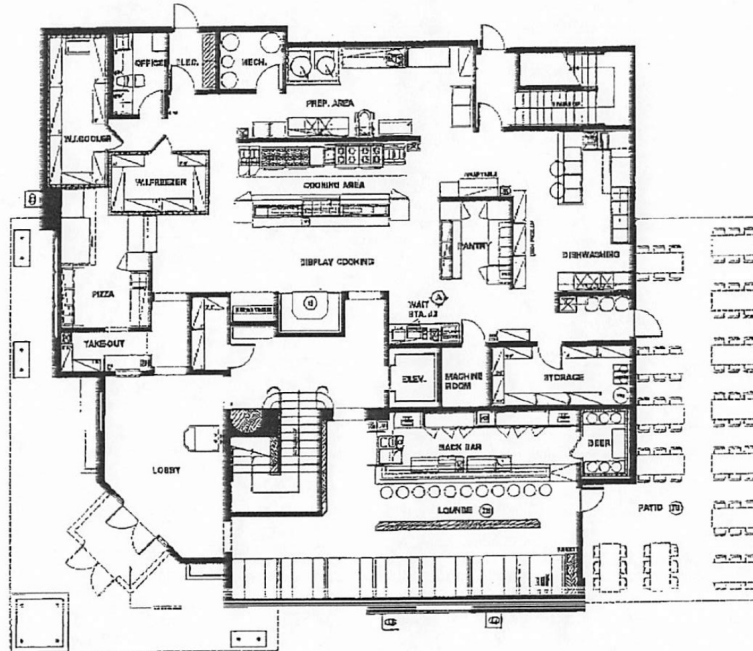 OFFICE
ELEC.
MECH.
PREP. AREA
W.I.COOLER
W.I.FREEZER
COOKING AREA
PANTRY
DISHWASHING
DISPLAY COOKING
PIZZA
WAIT
STA. #2
TAKE-OUT
ELEV.
MACHINE
ROOM
STORAGE
BACK BAR
BEER
LOBBY
LOUNGE
PATIO